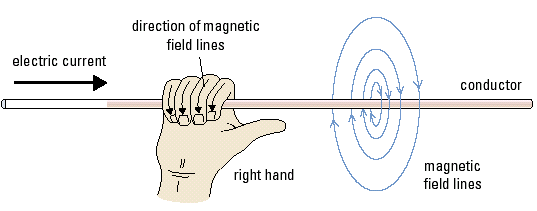 direction of magnetic
field lines
electric current
conductor
right hand
magnetic
field lines